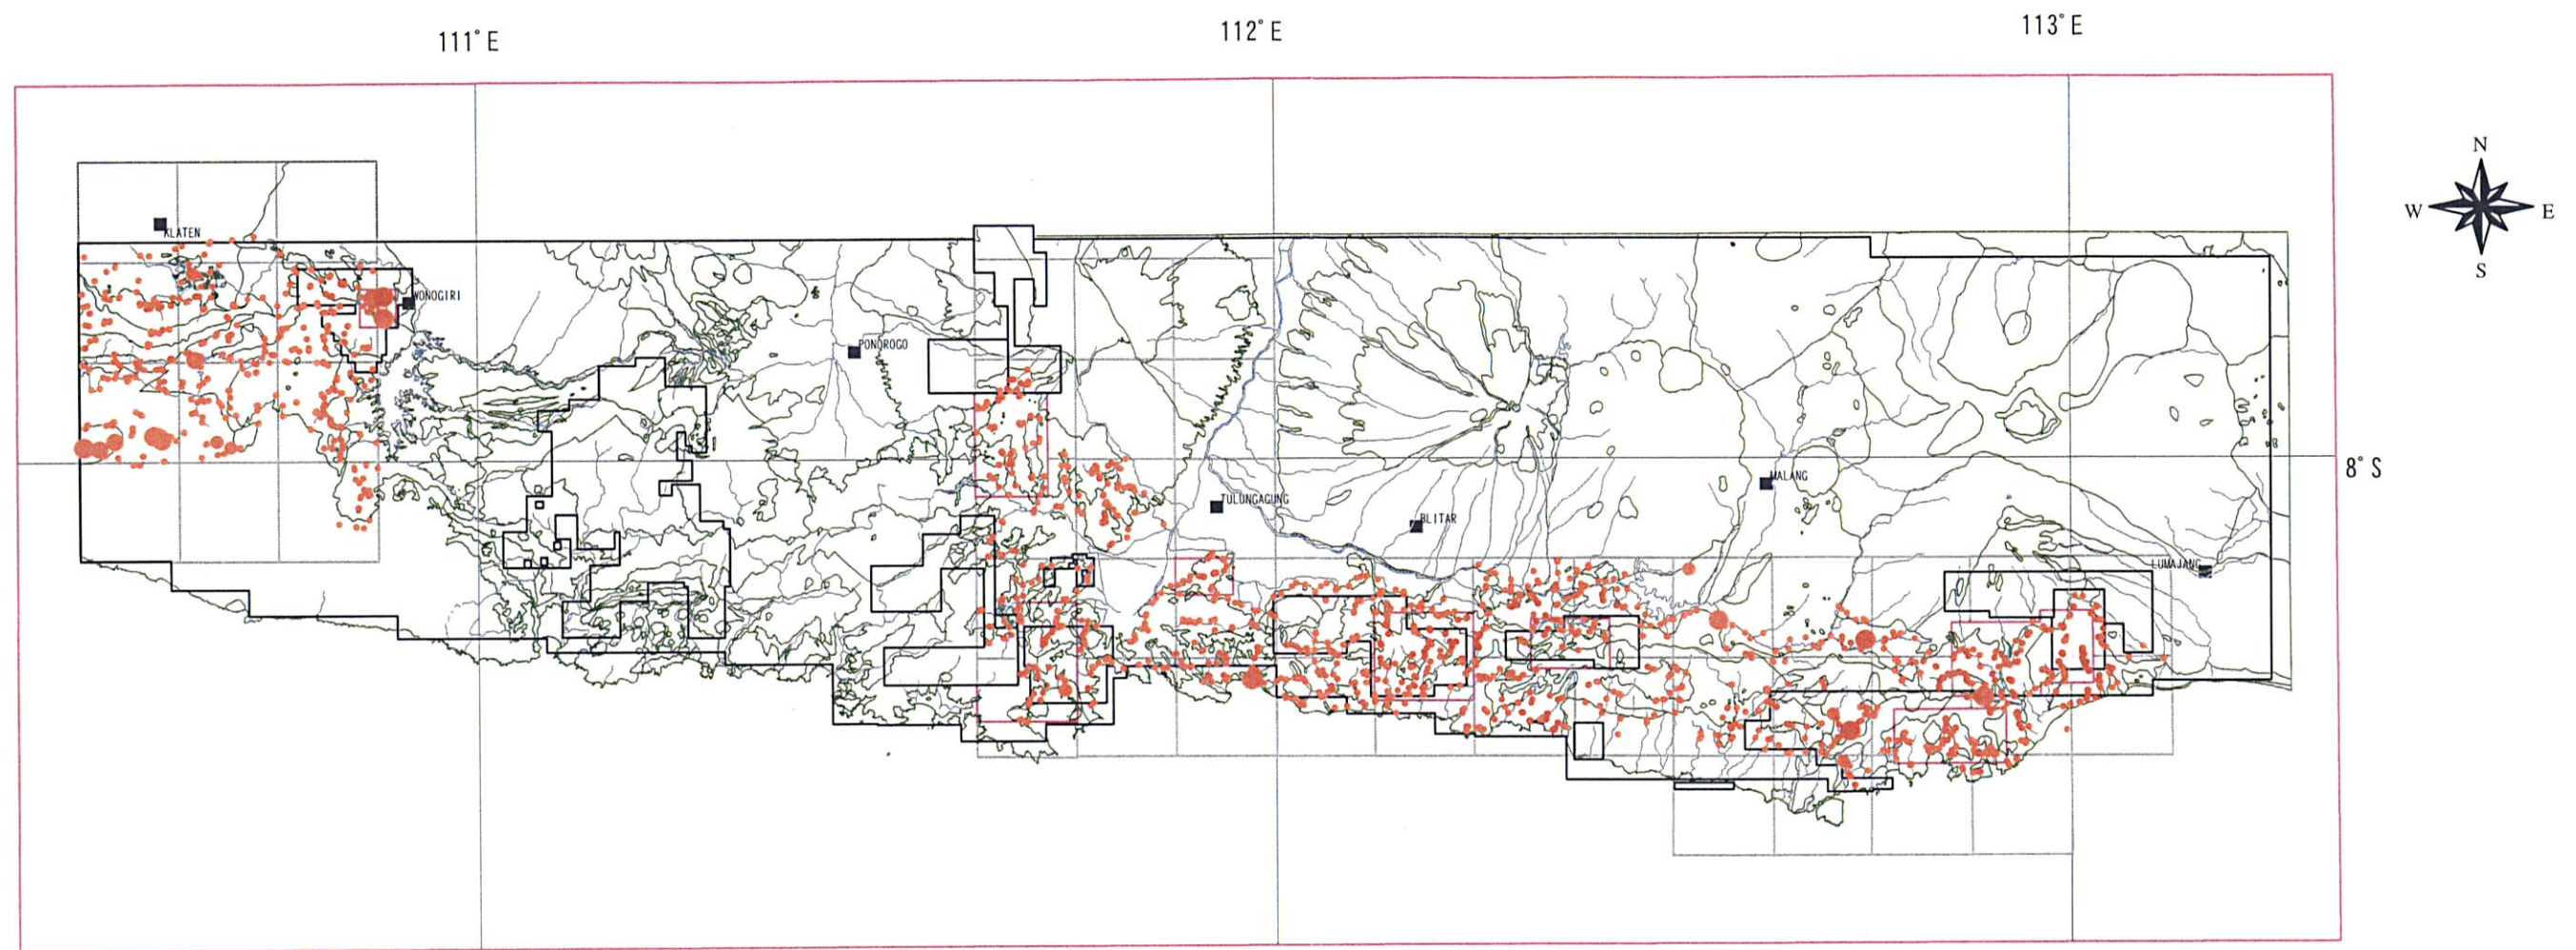 111° E
112° E
113° E
N
W
E
S
KLATEN
WONOGIRI
PONOROGO
8° S
MALANG
TULUNGAGUNG
BLITAR
LUMAJANG